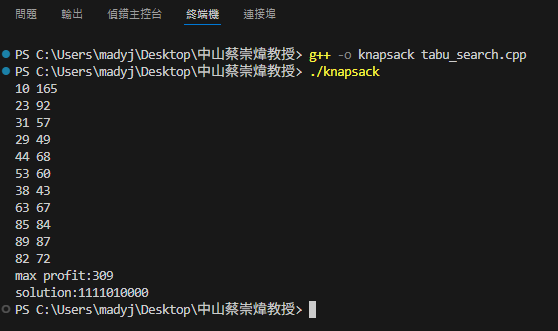 問題 輸出 偵錯主控台 終端機 連接埠
PS C:\Users\madyj\Desktop\中山蔡崇煒教授> g++ -o knapsack tabu_search.cpp
PS C:\Users\madyj\Desktop\中山蔡崇煒教授> ./knapsack
10 165
23 92
31 57
29 49
44 68
53 60
38 43
63 67
85 84
89 87
82 72
max profit:309
solution:1111010000
PS C:\Users\madyj\Desktop\中山蔡崇煒教授>